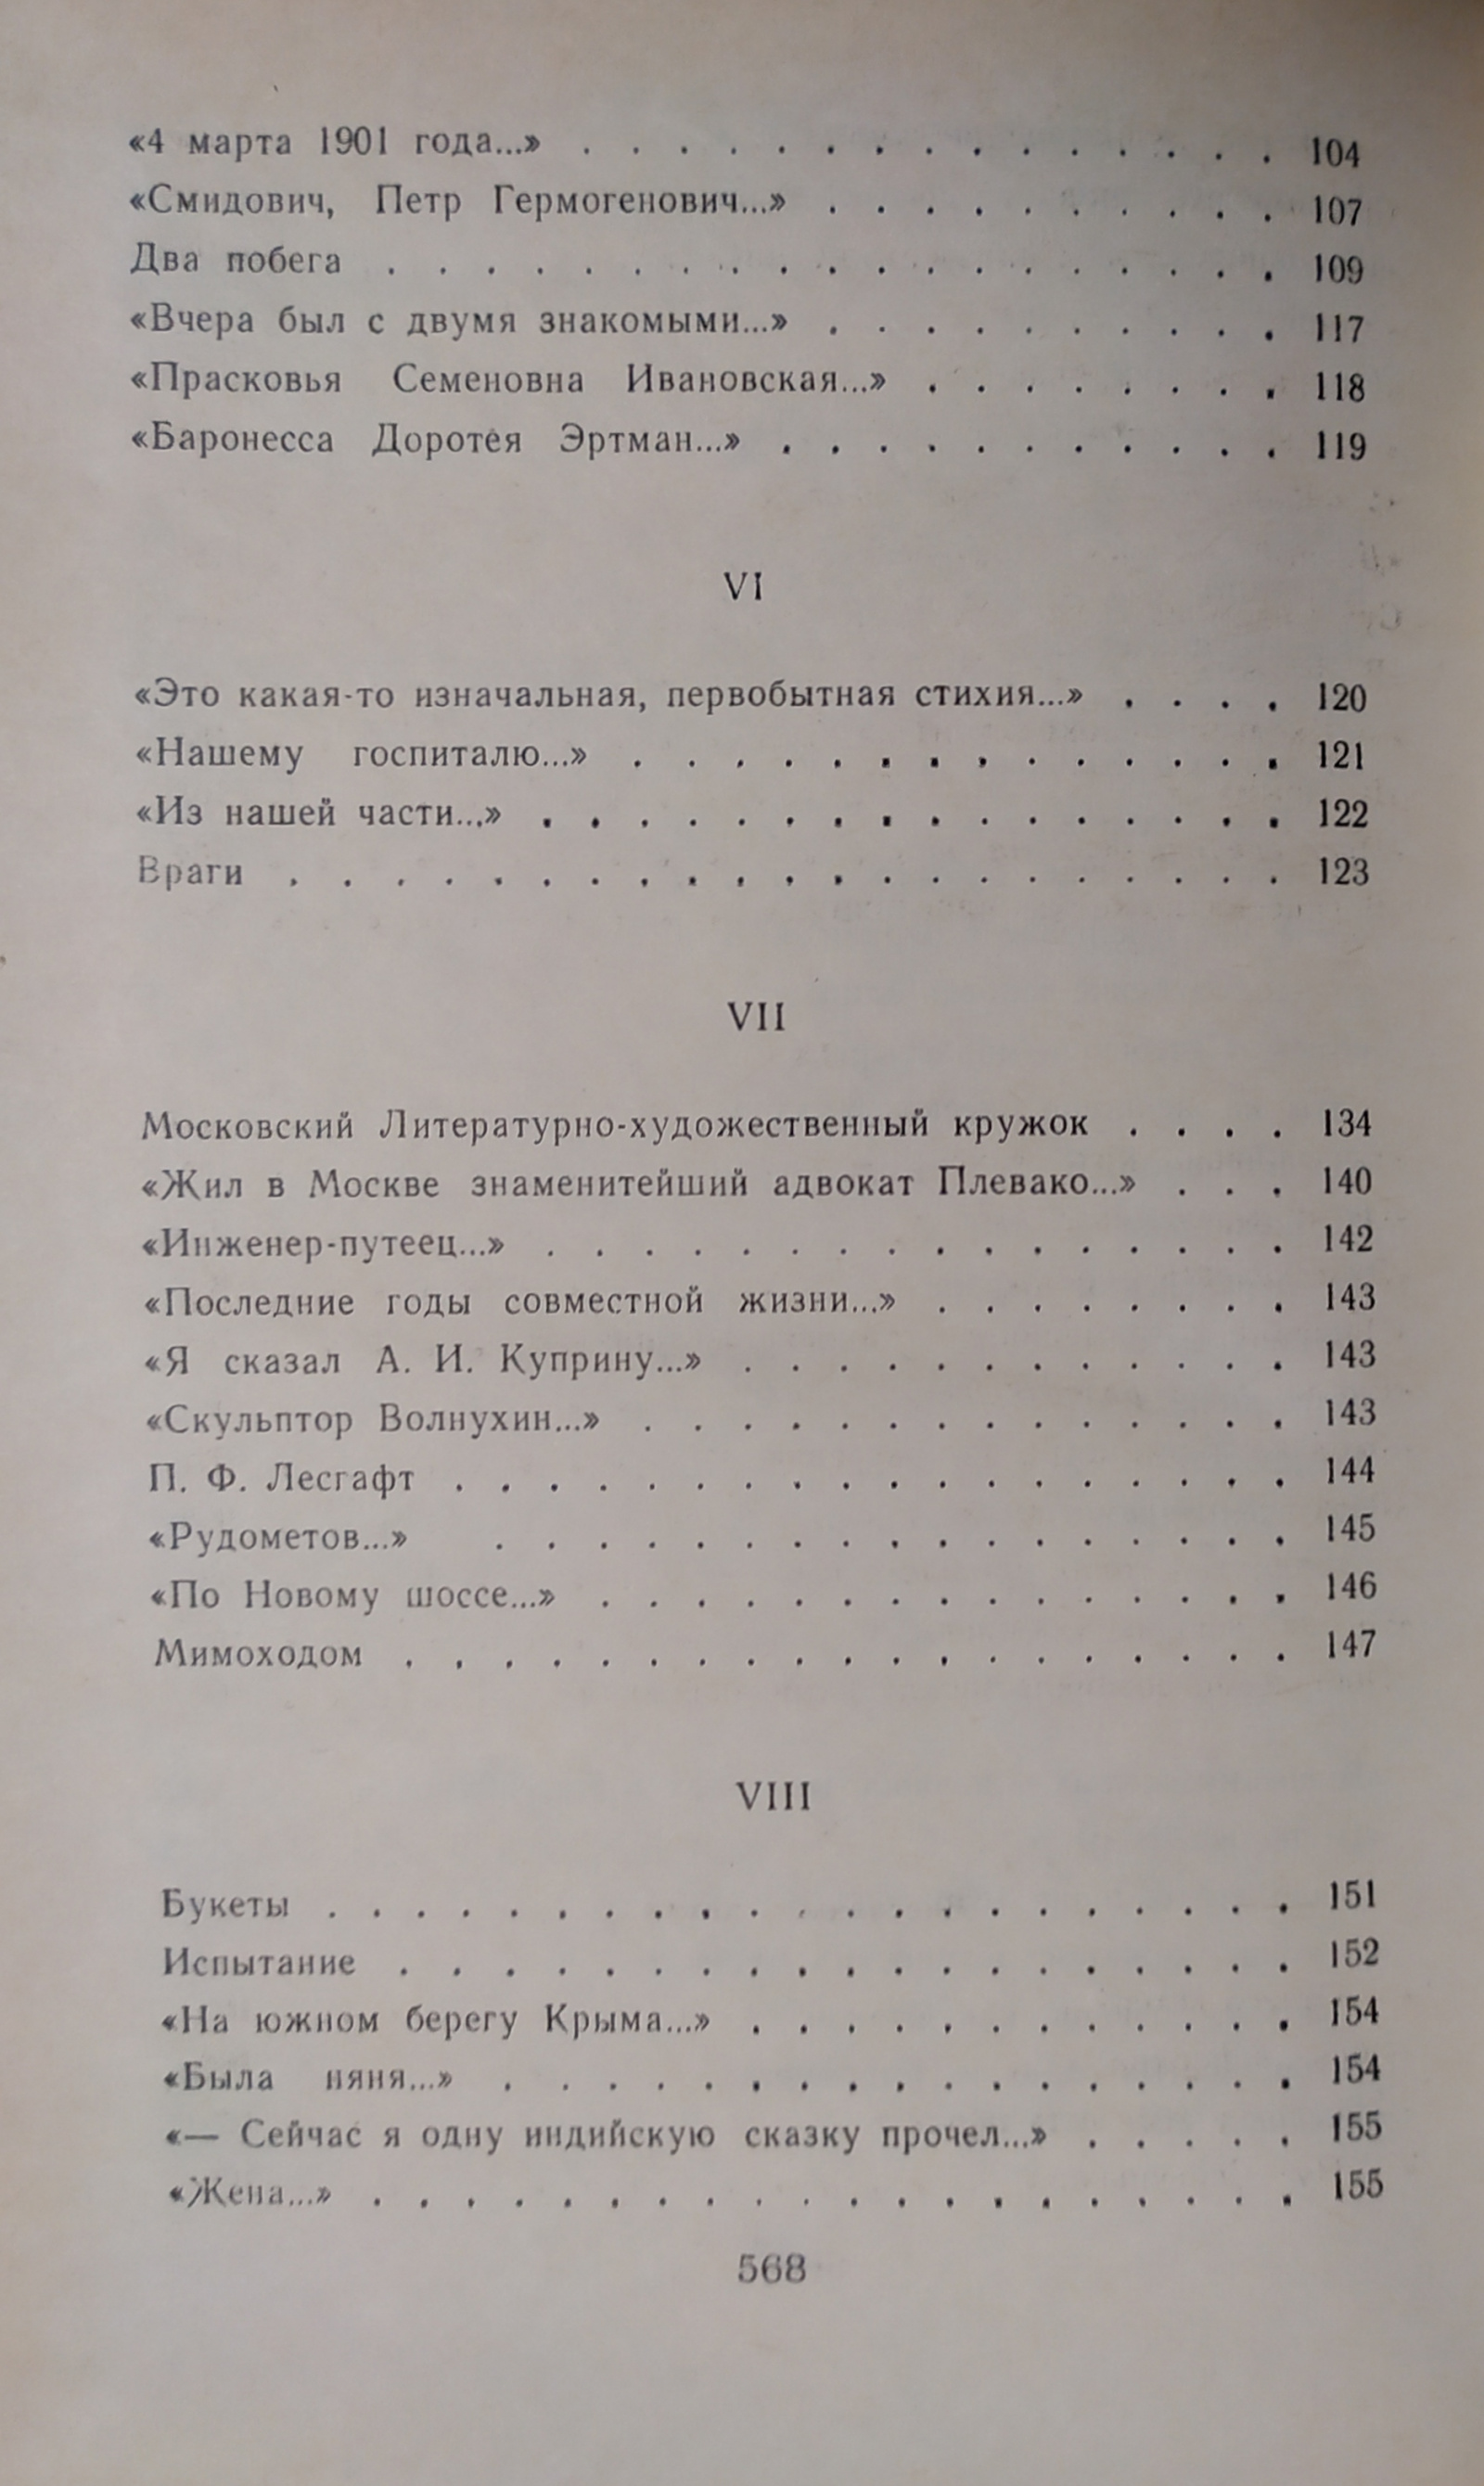 «4 марта 1901 года...» . . . . . . . . . . . . . . . 104
«Смидович, Петр Гермогенович...» . . . . . . . . . . 107
Два побега . . . . . . . . . . . . . . . . . . . 109
«Вчера был с двумя знакомыми...» . . . . . . . . . . 117
«Прасковья Семеновна Ивановская...» . . . . . . . . 118
«Баронесса Доротея Эртман...» . . . . . . . . . . . 119
VI
«Это какая-то изначальная, первобытная стихия...» . . . . 120
«Нашему госпиталю...» . . . . . . . . . . . . . . 121
«Из нашей части...» . . . . . . . . . . . . . . . . 122
Враги . . . . . . . . . . . . . . . . . . . . . 123
VII
Московский Литературно-художественный кружок . . . . 134
«Жил в Москве знаменитейший адвокат Плевако...» . . . 140
«Инженер-путеец...» . . . . . . . . . . . . . . . . 142
«Последние годы совместной жизни...» . . . . . . . . 143
«Я сказал А. И. Куприну...» . . . . . . . . . . . . 143
«Скульптор Волнухин...» . . . . . . . . . . . . . . 143
П. Ф. Лесгафт . . . . . . . . . . . . . . . . . . 144
«Рудометов...» . . . . . . . . . . . . . . . . . 145
«По Новому шоссе...» . . . . . . . . . . . . . . . 146
Мимоходом . . . . . . . . . . . . . . . . . . . 147
VIII
Букеты . . . . . . . . . . . . . . . . . . . . . 151
Испытание . . . . . . . . . . . . . . . . . . . 152
«На южном берегу Крыма...» . . . . . . . . . . . . 154
«Была няня...» . . . . . . . . . . . . . . . . . 154
«— Сейчас я одну индийскую сказку прочел...» . . . . . 155
«Жена...» . . . . . . . . . . . . . . . . . . . . 155
568